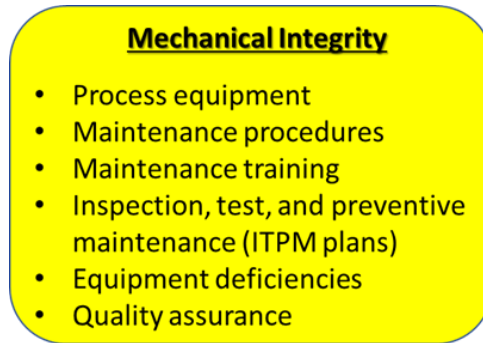 Mechanical Integrity
• Process equipment
• Maintenance procedures
• Maintenance training
• Inspection, test, and preventive
maintenance (ITPM plans)
• Equipment deficiencies
• Quality assurance